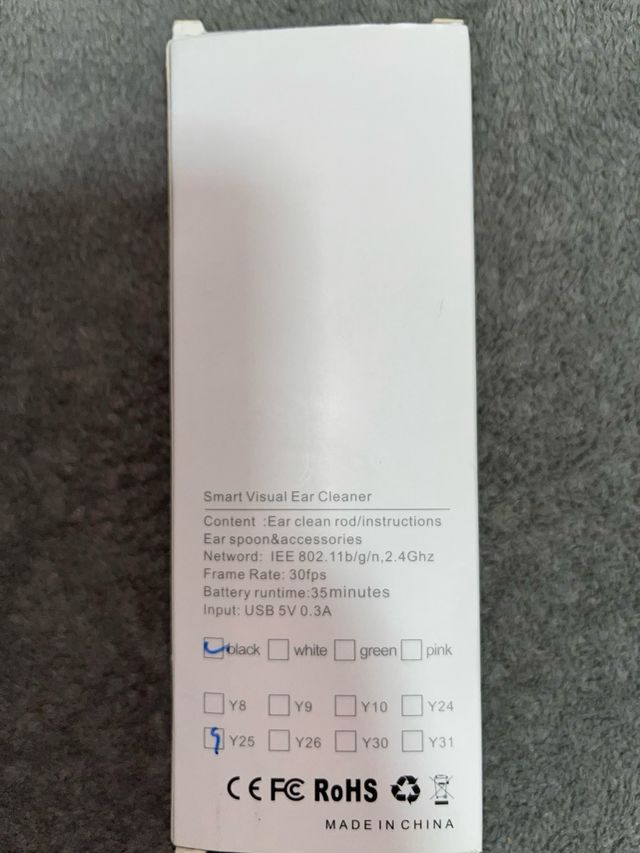 Smart Visual Ear Cleaner
Content :Ear clean rod/instructions
Ear spoon&accessories
Netword: IEE 802.11b/g/n,2.4Ghz
Frame Rate: 30fps
Battery runtime:35minutes
Input: USB 5V 0.3A
black white green pink
Y8 Y9 Y10 Y24
Y25 Y26 Y30 Y31
CE FC RoHS
MADE IN CHINA